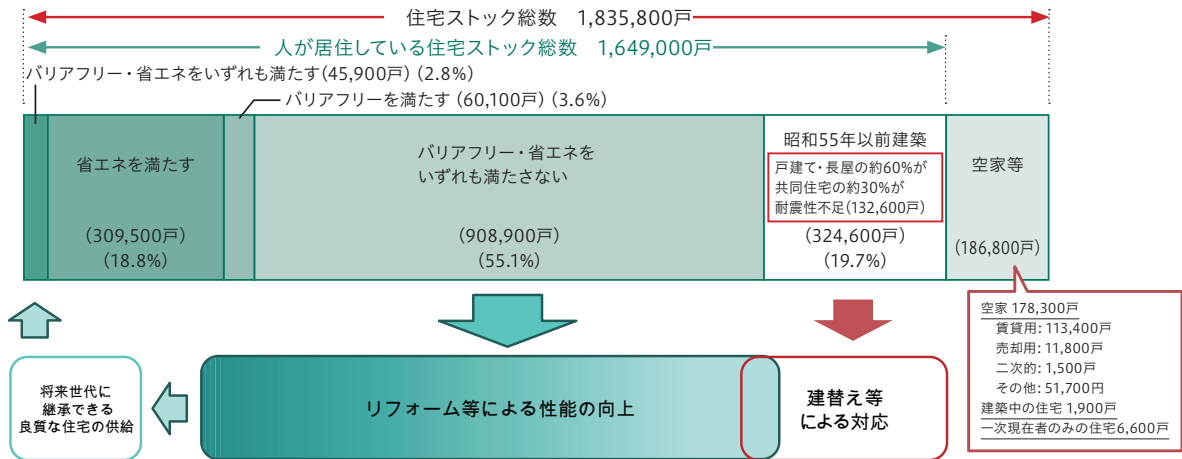 住宅ストック総数 1,835,800戸
人が居住している住宅ストック総数 1,649,000戸
バリアフリー・省エネをいずれも満たす(45,900戸) (2.8%)
バリアフリーを満たす (60,100戸) (3.6%)
省エネを満たす
(309,500戸)
(18.8%)
バリアフリー・省エネを
いずれも満たさない
(908,900戸)
(55.1%)
昭和55年以前建築
戸建て・長屋の約60%が
共同住宅の約30%が
耐震性不足(132,600戸)
(324,600戸)
(19.7%)
空家等
(186,800戸)
空家 178,300戸
賃貸用: 113,400戸
売却用: 11,800戸
二次的: 1,500戸
その他: 51,700円
建築中の住宅 1,900戸
一次現在者のみの住宅6,600戸
将来世代に
継承できる
良質な住宅の供給
リフォーム等による性能の向上
建替え等
による対応